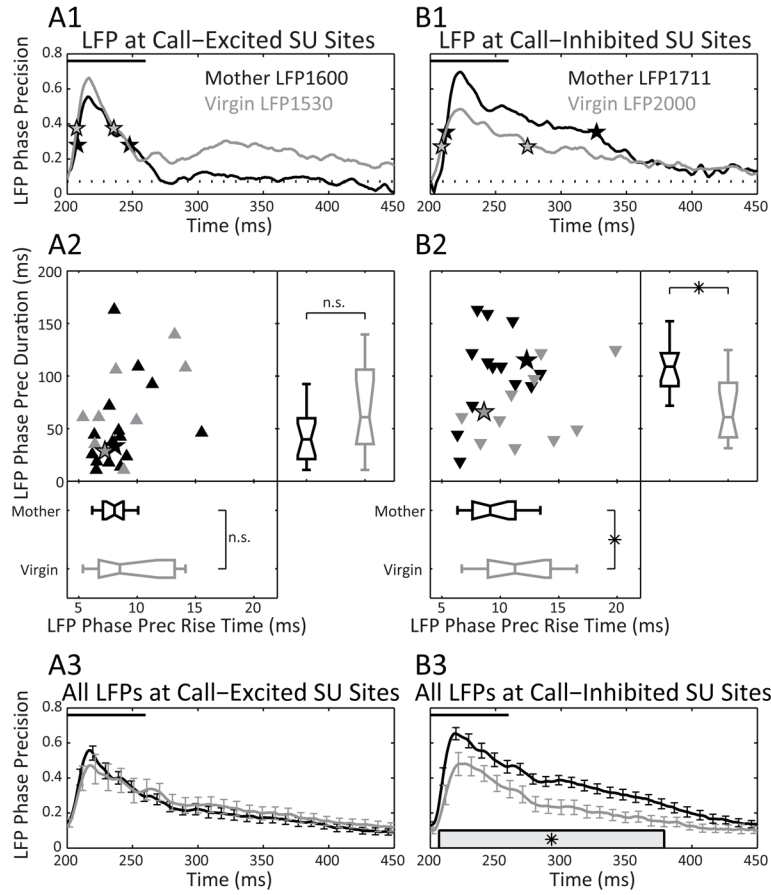 A1
LFP at Call−Excited SU Sites
LFP Phase Precision
0.8
0.6
0.4
0.2
0
Mother LFP1600
Virgin LFP1530
200 250 300 350 400 450
Time (ms)
B1
LFP at Call−Inhibited SU Sites
Mother LFP1711
Virgin LFP2000
200 250 300 350 400 450
Time (ms)
A2
LFP Phase Prec Duration (ms)
200
150
100
50
0
n.s.
Mother
Virgin
n.s.
5 10 15 20
LFP Phase Prec Rise Time (ms)
B2
*
Mother
Virgin
*
5 10 15 20
LFP Phase Prec Rise Time (ms)
A3
All LFPs at Call−Excited SU Sites
LFP Phase Precision
0.8
0.6
0.4
0.2
0
200 250 300 350 400 450
Time (ms)
B3
All LFPs at Call−Inhibited SU Sites
*
200 250 300 350 400 450
Time (ms)